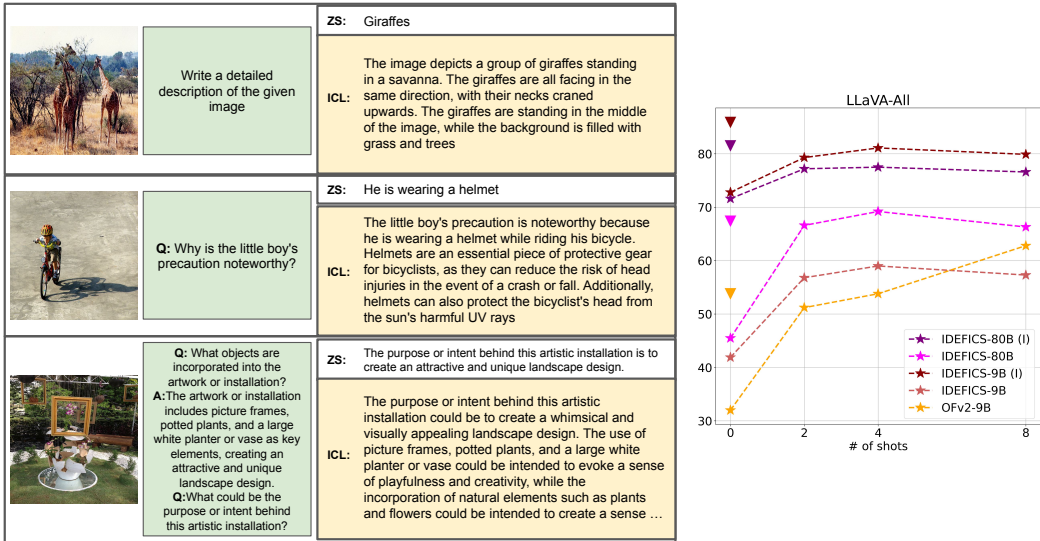 Write a detailed
description of the given
image
ZS: Giraffes
ICL: The image depicts a group of giraffes standing
in a savanna. The giraffes are all facing in the
same direction, with their necks craned
upwards. The giraffes are standing in the middle
of the image, while the background is filled with
grass and trees
Q: Why is the little boy's
precaution noteworthy?
ZS: He is wearing a helmet
ICL: The little boy's precaution is noteworthy because
he is wearing a helmet while riding his bicycle.
Helmets are an essential piece of protective gear
for bicyclists, as they can reduce the risk of head
injuries in the event of a crash or fall. Additionally,
helmets can also protect the bicyclist's head from
the sun's harmful UV rays
Q: What objects are
incorporated into the
artwork or installation?
A:The artwork or installation
includes picture frames,
potted plants, and a large
white planter or vase as key
elements, creating an
attractive and unique
landscape design.
Q:What could be the
purpose or intent behind
this artistic installation?
ZS: The purpose or intent behind this artistic installation is to
create an attractive and unique landscape design.
ICL: The purpose or intent behind this artistic
installation could be to create a whimsical and
visually appealing landscape design. The use of
picture frames, potted plants, and a large white
planter or vase could be intended to evoke a sense
of playfulness and creativity, while the
incorporation of natural elements such as plants
and flowers could be intended to create a sense ...
LLaVA-All
80
70
60
50
40
30
0
2
4
8
# of shots
IDEFICS-80B (I)
IDEFICS-80B
IDEFICS-9B (I)
IDEFICS-9B
OFv2-9B